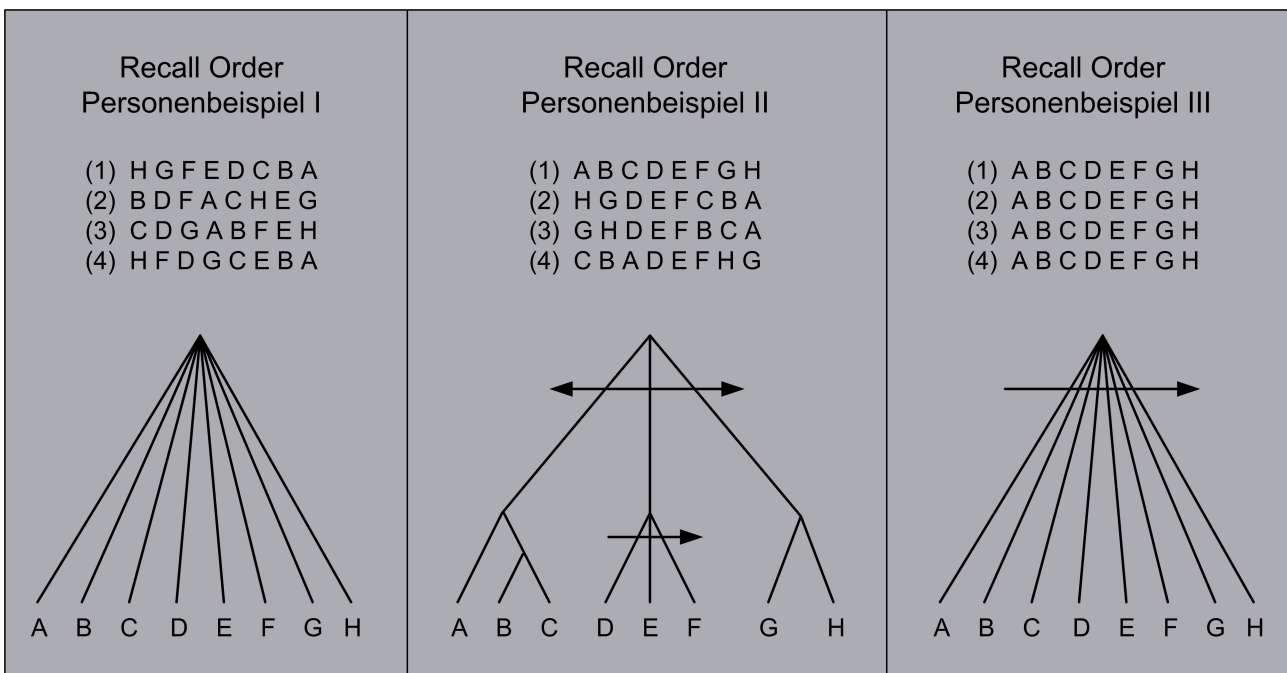 Recall Order
Personenbeispiel I
(1) H G F E D C B A
(2) B D F A C H E G
(3) C D G A B F E H
(4) H F D G C E B A
A B C D E F G H
Recall Order
Personenbeispiel II
(1) A B C D E F G H
(2) H G D E F C B A
(3) G H D E F B C A
(4) C B A D E F H G
A B C D E F G H
Recall Order
Personenbeispiel III
(1) A B C D E F G H
(2) A B C D E F G H
(3) A B C D E F G H
(4) A B C D E F G H
A B C D E F G H